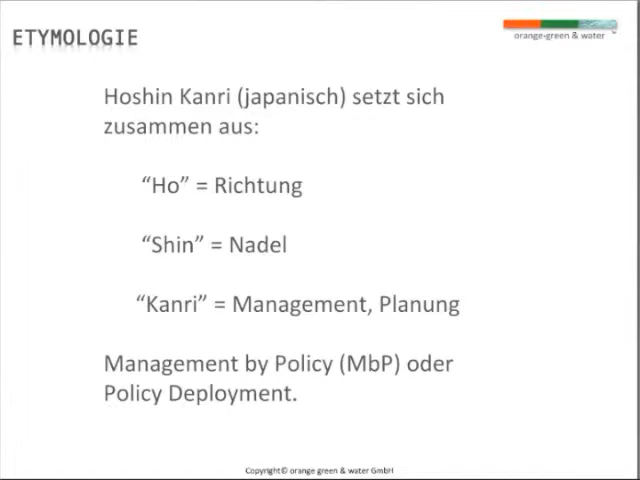 ETYMOLOGIE
orange-green & water
Hoshin Kanri (japanisch) setzt sich
zusammen aus:
“Ho” = Richtung
“Shin” = Nadel
“Kanri” = Management, Planung
Management by Policy (MbP) oder
Policy Deployment.
Copyright© orange green & water GmbH